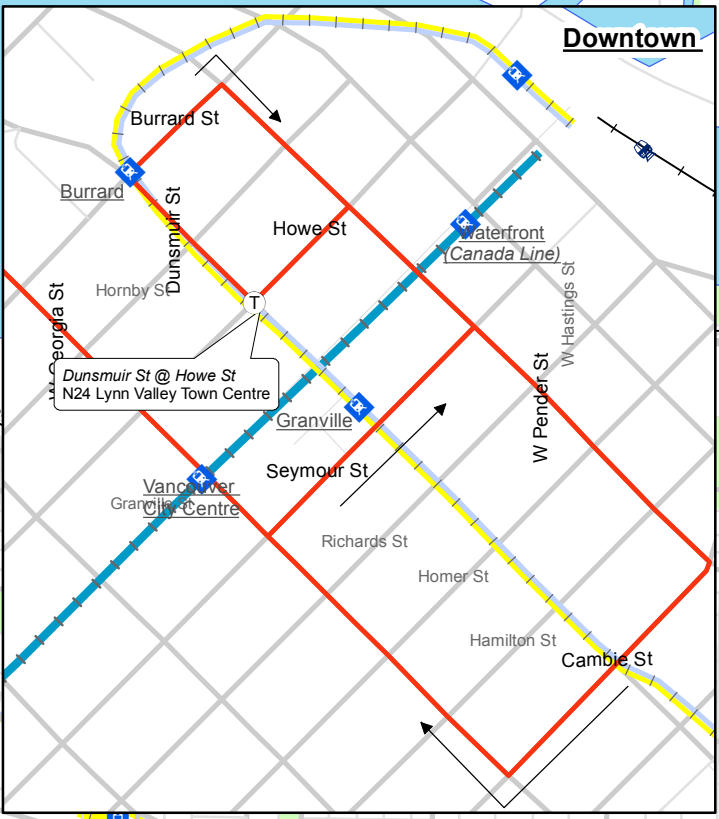 Downtown
Burrard St
Burrard
Dunsmuir St
Howe St
Waterfront
(Canada Line)
Hornby St
W Georgia St
W Hastings St
T
Dunsmuir St @ Howe St
N24 Lynn Valley Town Centre
W Pender St
Granville
Seymour St
Vancouver
City Centre
Granville St
Richards St
Homer St
Hamilton St
Cambie St